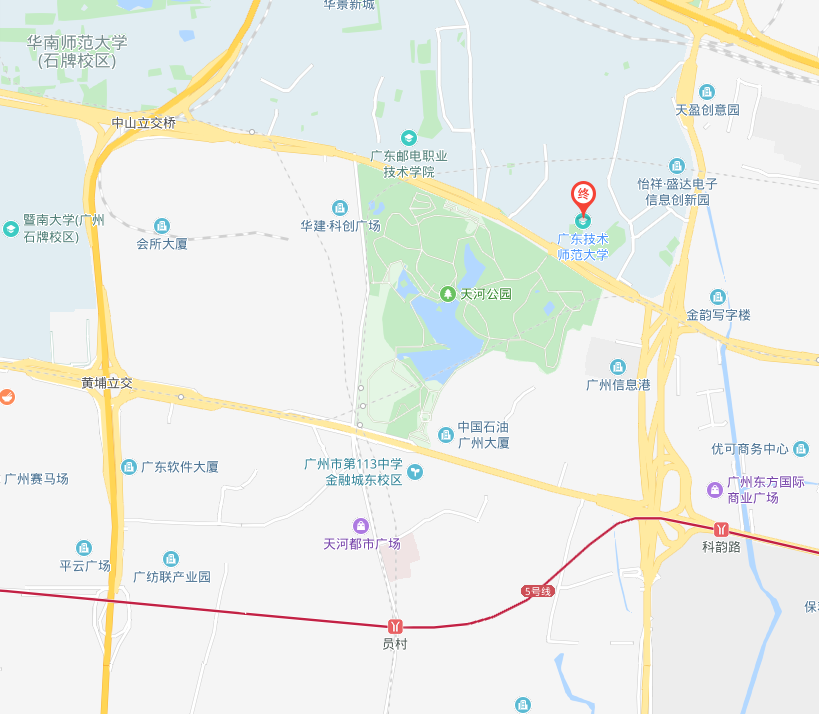 华景新城
华南师范大学
(石牌校区)
天盈创意园
中山立交桥
广东邮电职业
技术学院
怡祥·盛达电子
信息创新园
终
暨南大学(广州
石牌校区)
会所大厦
华建·科创广场
广东技术
师范大学
天河公园
金韵写字楼
广州信息港
黄埔立交
中国石油
广州大厦
优可商务中心
广州赛马场
广东软件大厦
广州市第113中学
金融城东校区
广州东方国际
商业广场
天河都市广场
科韵路
平云广场
广纺联产业园
5号线
员村